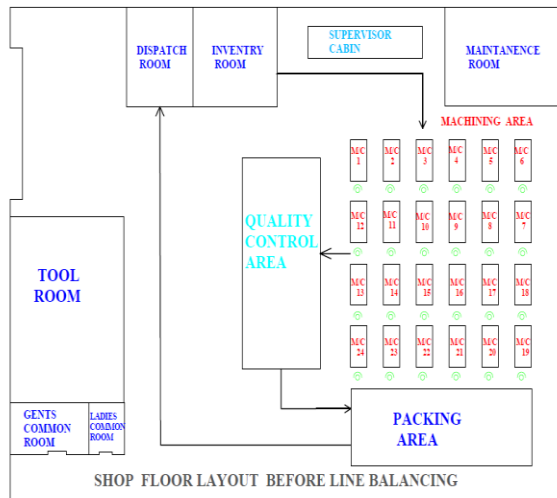 DISPATCH
ROOM
INVENTRY
ROOM
SUPERVISOR
CABIN
MAINTANENCE
ROOM
MACHINING AREA
M/C 1
M/C 2
M/C 3
M/C 4
M/C 5
M/C 6
M/C 12
M/C 11
M/C 10
M/C 9
M/C 8
M/C 7
QUALITY
CONTROL
AREA
TOOL
ROOM
M/C 13
M/C 14
M/C 15
M/C 16
M/C 17
M/C 18
M/C 24
M/C 23
M/C 22
M/C 21
M/C 20
M/C 19
GENTS
COMMON
ROOM
LADIES
COMMON
ROOM
PACKING
AREA
SHOP FLOOR LAYOUT BEFORE LINE BALANCING